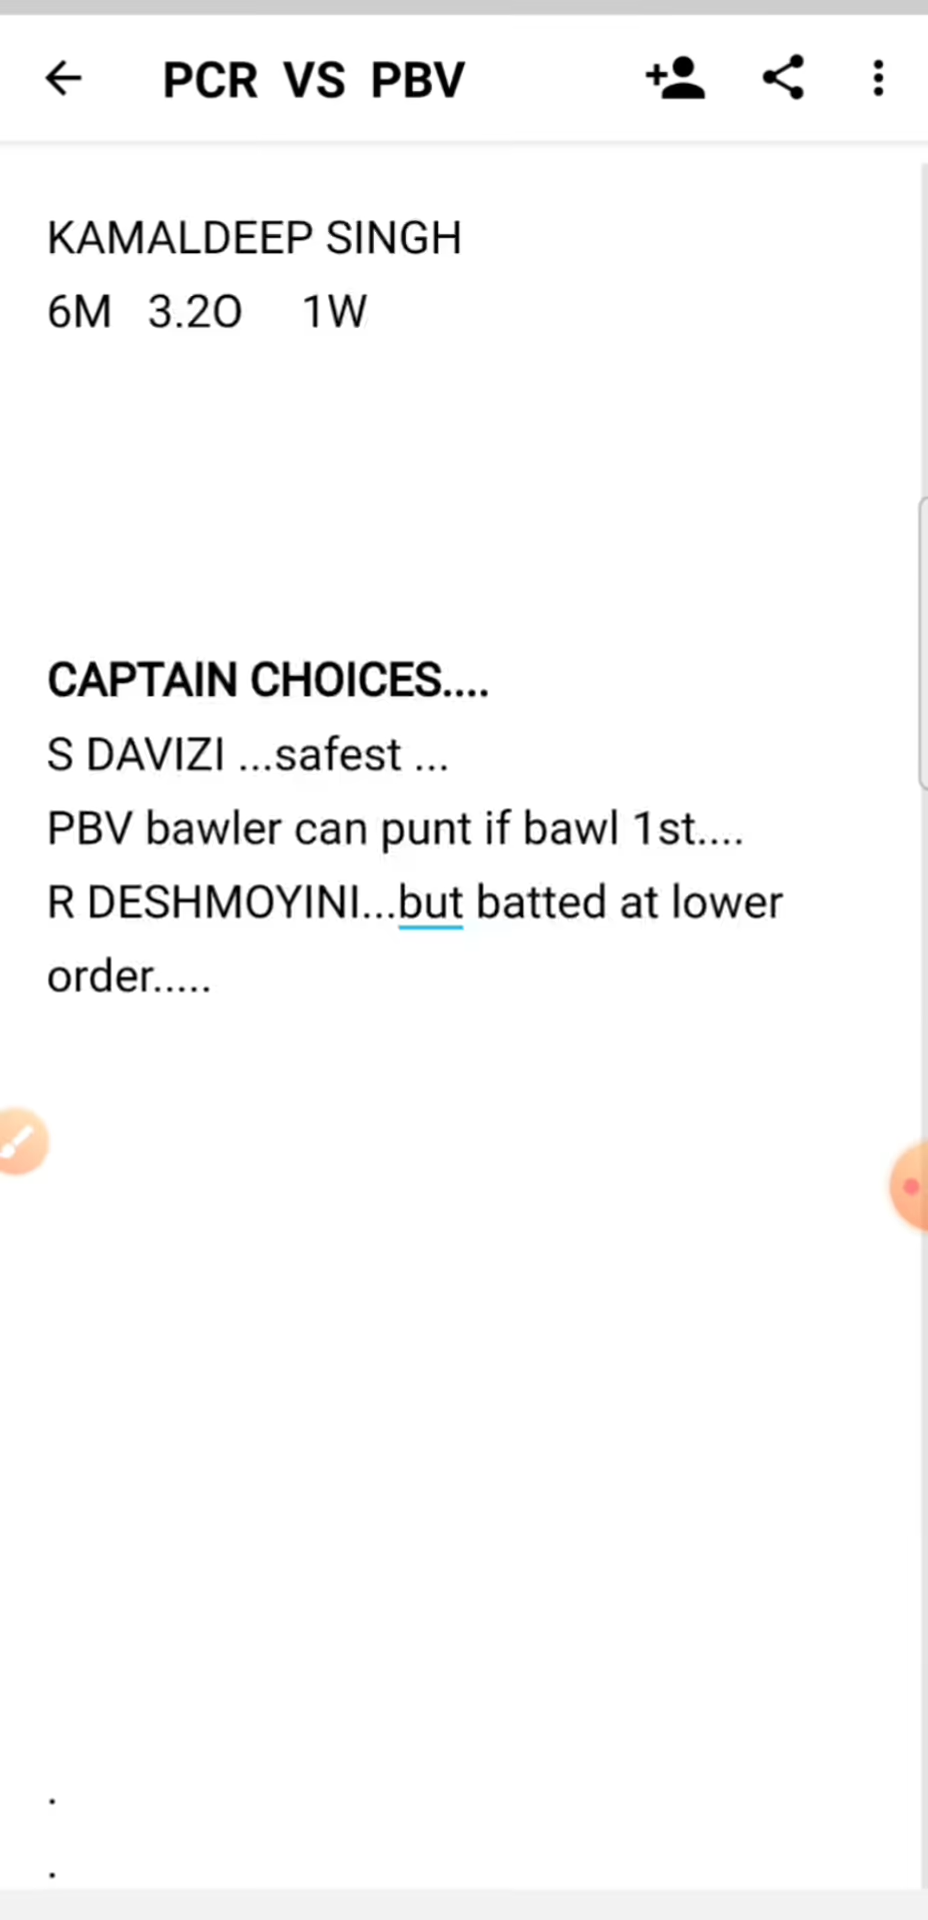 PCR VS PBV
KAMALDEEP SINGH
6M 3.2O 1W
CAPTAIN CHOICES....
S DAVIZI ...safest ...
PBV bawler can punt if bawl 1st....
R DESHMOYINI...but batted at lower
order.....
.
.